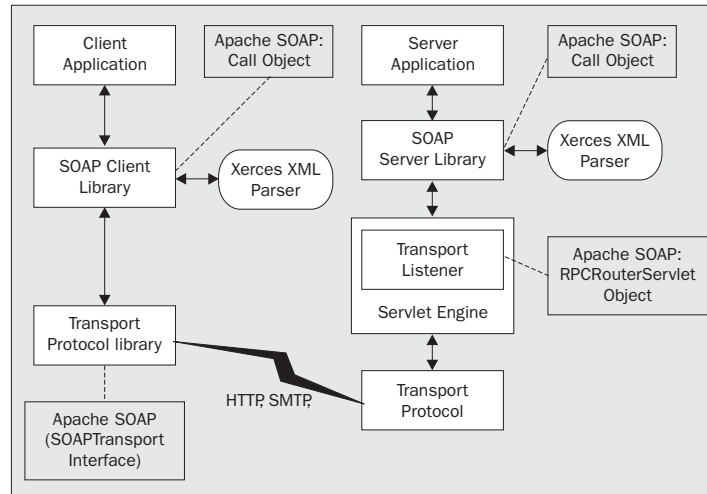 Client
Application
Apache SOAP:
Call Object
Server
Application
Apache SOAP:
Call Object
SOAP Client
Library
Xerces XML
Parser
SOAP
Server Library
Xerces XML
Parser
Transport
Listener
Servlet Engine
Apache SOAP:
RPCRouterServlet
Object
Transport
Protocol library
HTTP, SMTP,
Transport
Protocol
Apache SOAP
(SOAPTransport
Interface)